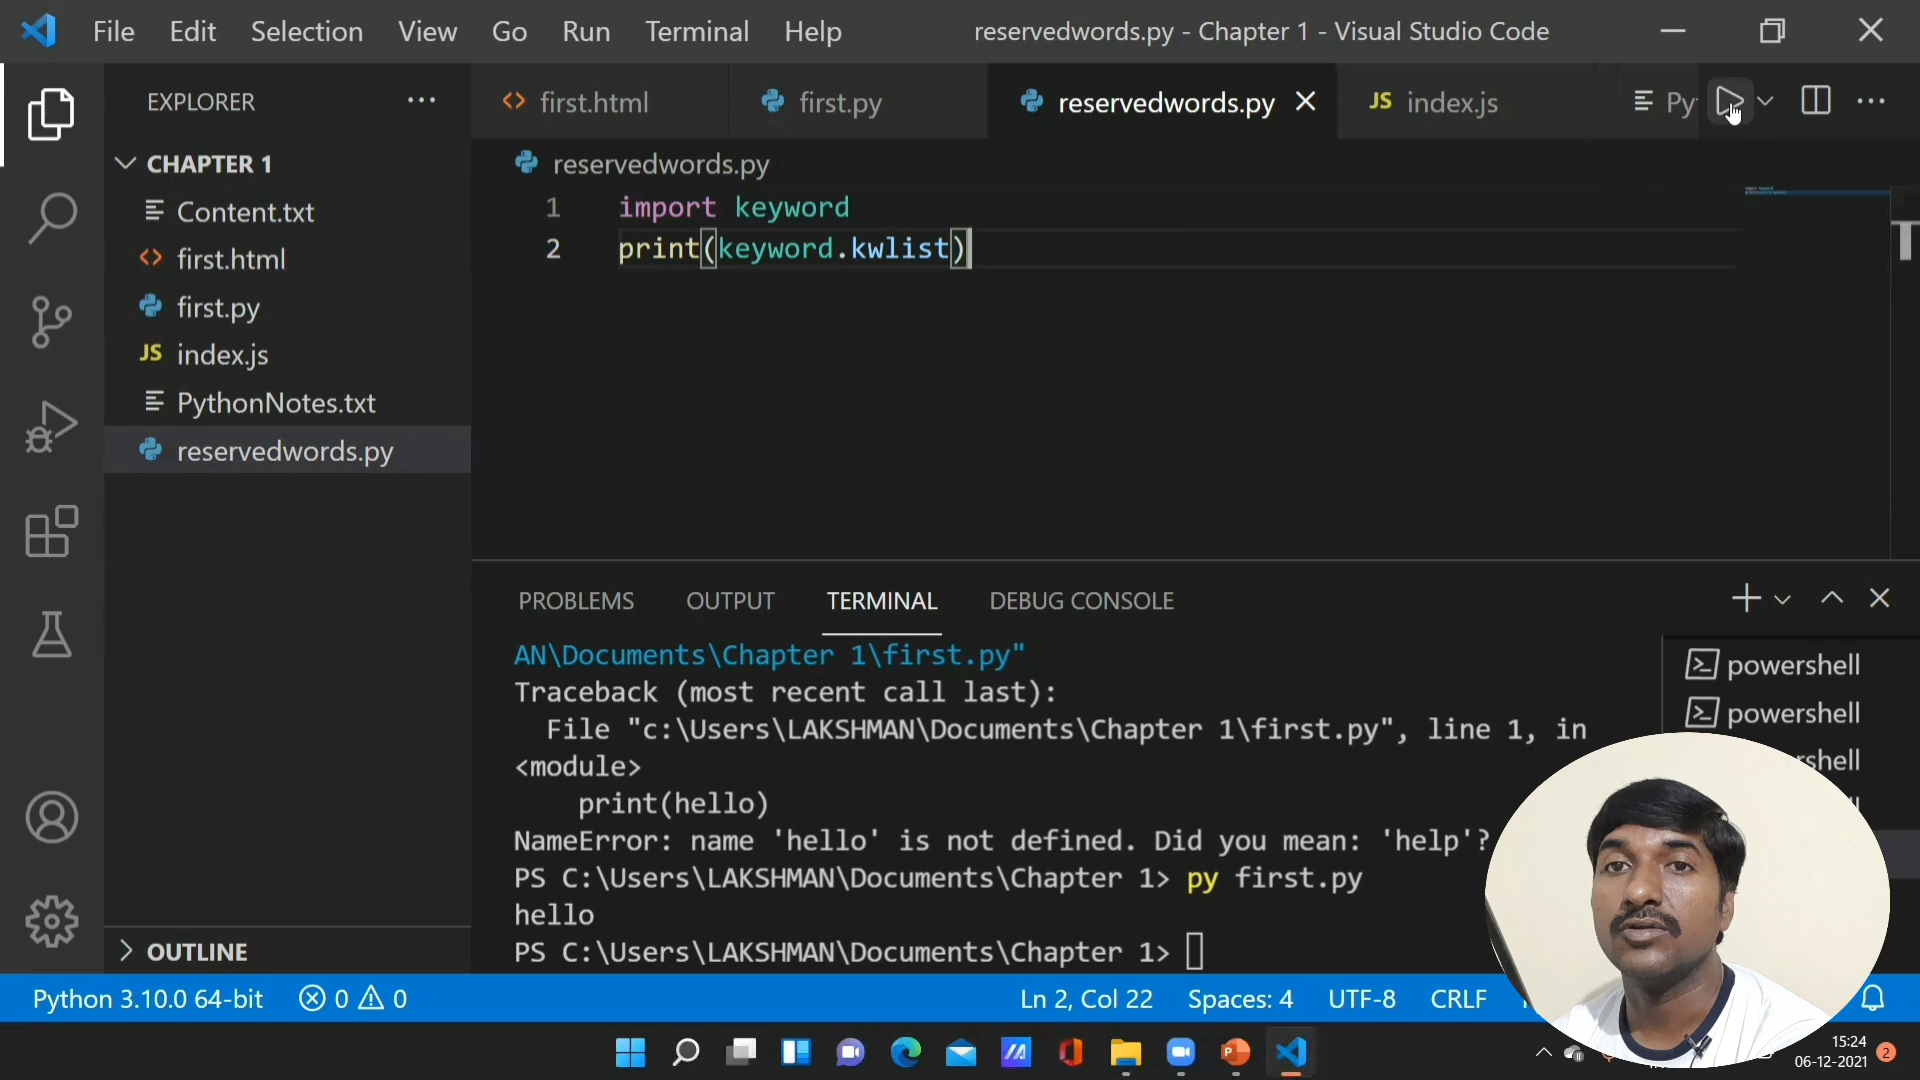 File Edit Selection View Go Run Terminal Help reservedwords.py - Chapter 1 - Visual Studio Code
EXPLORER
first.html
first.py
reservedwords.py
JS index.js
Py
CHAPTER 1
Content.txt
first.html
first.py
JS index.js
PythonNotes.txt
reservedwords.py
OUTLINE
reservedwords.py
1 import keyword
2 print(keyword.kwlist)
PROBLEMS OUTPUT TERMINAL DEBUG CONSOLE
AN\Documents\Chapter 1\first.py"
Traceback (most recent call last):
File "c:\Users\LAKSHMAN\Documents\Chapter 1\first.py", line 1, in
<module>
print(hello)
NameError: name 'hello' is not defined. Did you mean: 'help'?
PS C:\Users\LAKSHMAN\Documents\Chapter 1> py first.py
hello
PS C:\Users\LAKSHMAN\Documents\Chapter 1>
powershell
powershell
Python 3.10.0 64-bit 0 0 Ln 2, Col 22 Spaces: 4 UTF-8 CRLF
15:24
06-12-2021 2